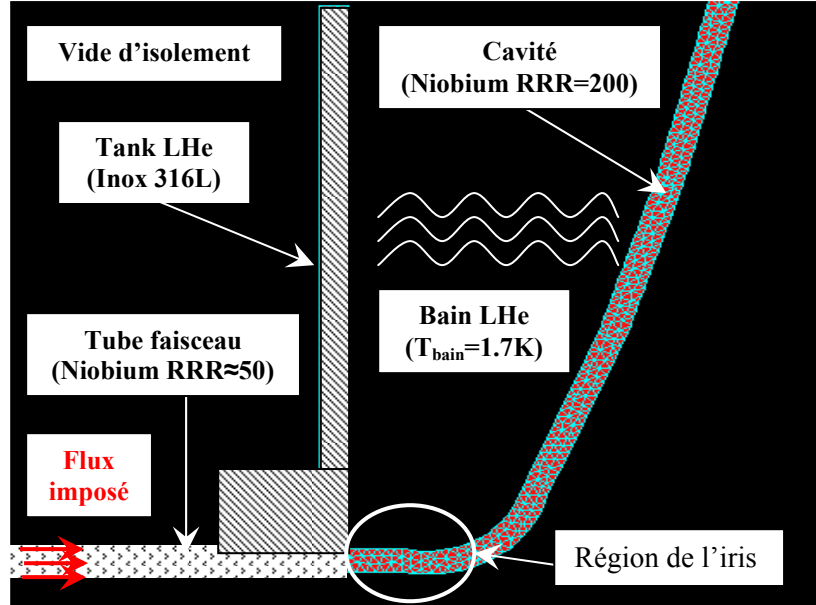 Vide d’isolement
Cavité
(Niobium RRR=200)
Tank LHe
(Inox 316L)
Bain LHe
(Tbain=1.7K)
Tube faisceau
(Niobium RRR≈50)
Flux
imposé
Région de l’iris